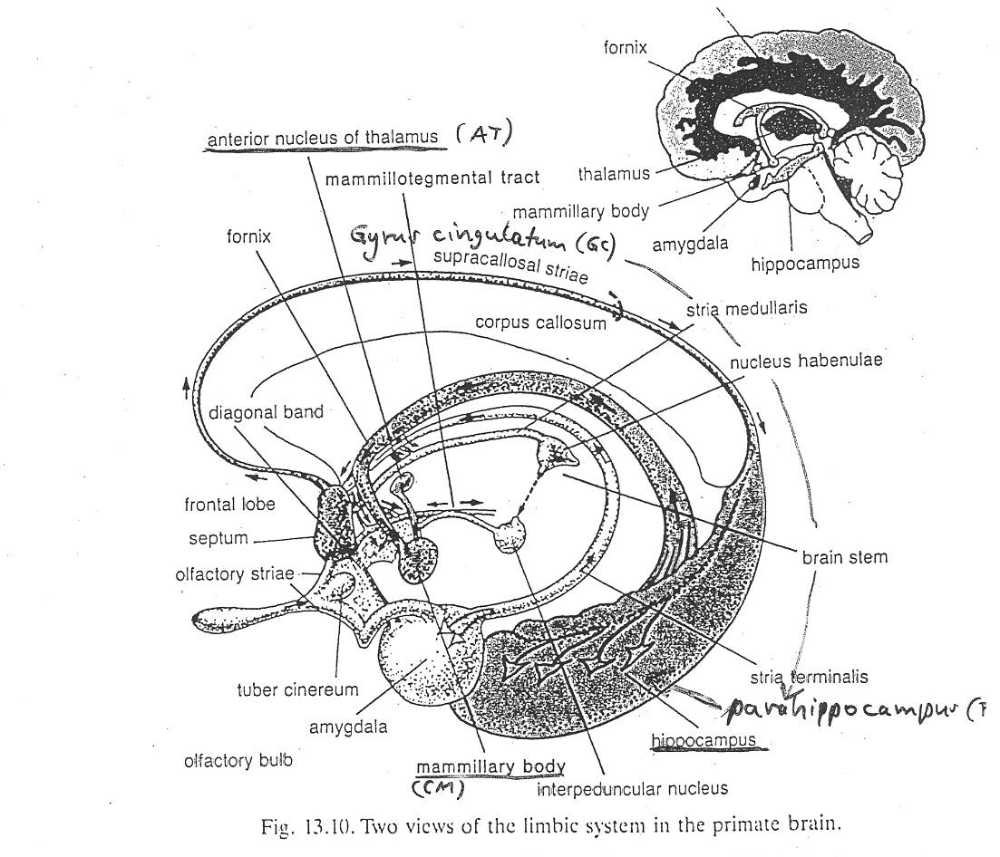 fornix
anterior nucleus of thalamus (AT)
mammillotegmental tract
thalamus
mammillary body
amygdala
hippocampus
Gyrus cingulatum (GC)
fornix
supracallosal striae
stria medullaris
corpus callosum
nucleus habenulae
diagonal band
frontal lobe
septum
brain stem
olfactory striae
stria terminalis
tuber cinereum
parahippocampus (
amygdala
hippocampus
olfactory bulb
mammillary body
(CM)
interpeduncular nucleus
Fig. 13.10. Two views of the limbic system in the primate brain.